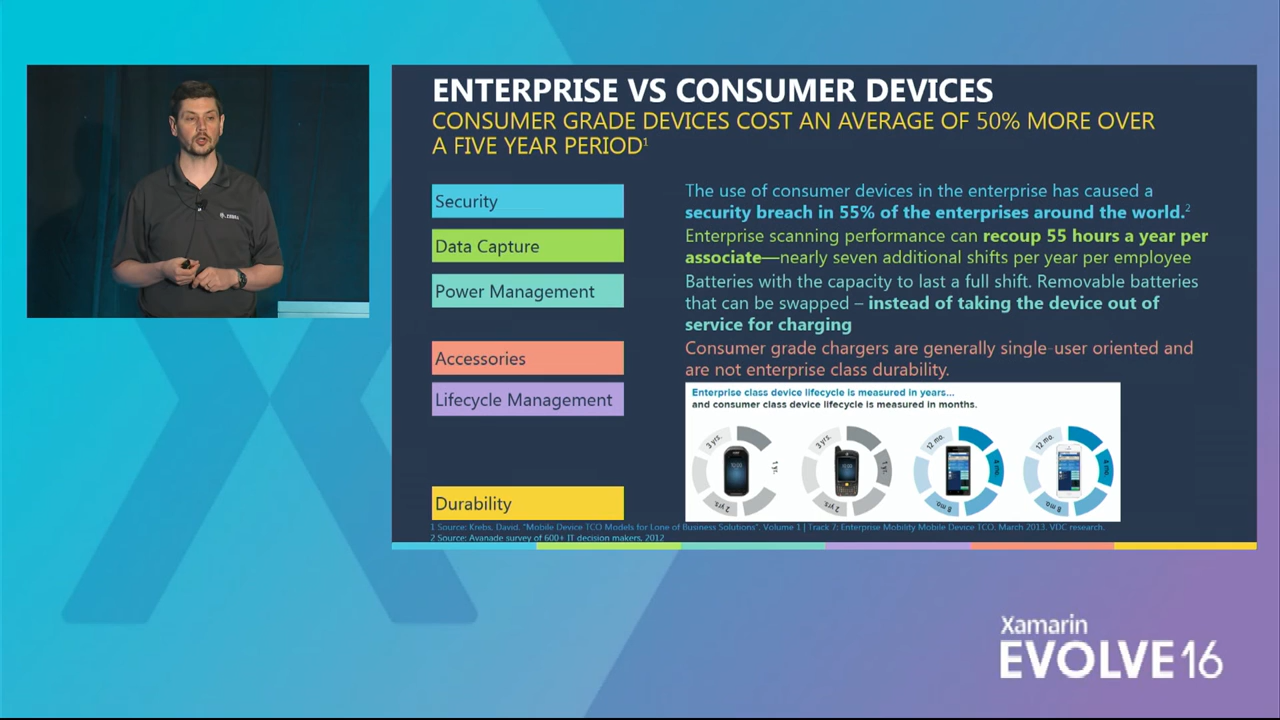 ENTERPRISE VS CONSUMER DEVICES
CONSUMER GRADE DEVICES COST AN AVERAGE OF 50% MORE OVER
A FIVE YEAR PERIOD1
Security
The use of consumer devices in the enterprise has caused a
security breach in 55% of the enterprises around the world.2
Data Capture
Enterprise scanning performance can recoup 55 hours a year per
associate—nearly seven additional shifts per year per employee
Power Management
Batteries with the capacity to last a full shift. Removable batteries
that can be swapped – instead of taking the device out of
service for charging
Accessories
Consumer grade chargers are generally single-user oriented and
are not enterprise class durability.
Lifecycle Management
Enterprise class device lifecycle is measured in years...
and consumer class device lifecycle is measured in months.
3 yrs.
1 yr.
2 yrs.
3 yrs.
1 yr.
2 yrs.
12 mo.
4 mo.
8 mo.
12 mo.
4 mo.
8 mo.
Durability
1 Source: Krebs, David. "Mobile Device TCO Models for Lone of Business Solutions", Volume 1 | Track 7: Enterprise Mobility Mobile Device TCO. March 2013. VDC research.
2 Source: Avanade survey of 600+ IT decision makers, 2012
Xamarin
EVOLVE16